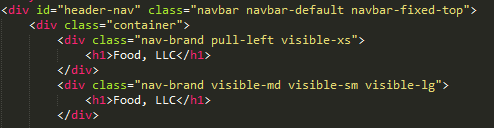 <div id="header-nav" class="navbar navbar-default navbar-fixed-top">
<div class="container">
<div class="nav-brand pull-left visible-xs">
<h1>Food, LLC</h1>
</div>
<div class="nav-brand visible-md visible-sm visible-lg">
<h1>Food, LLC</h1>
</div>